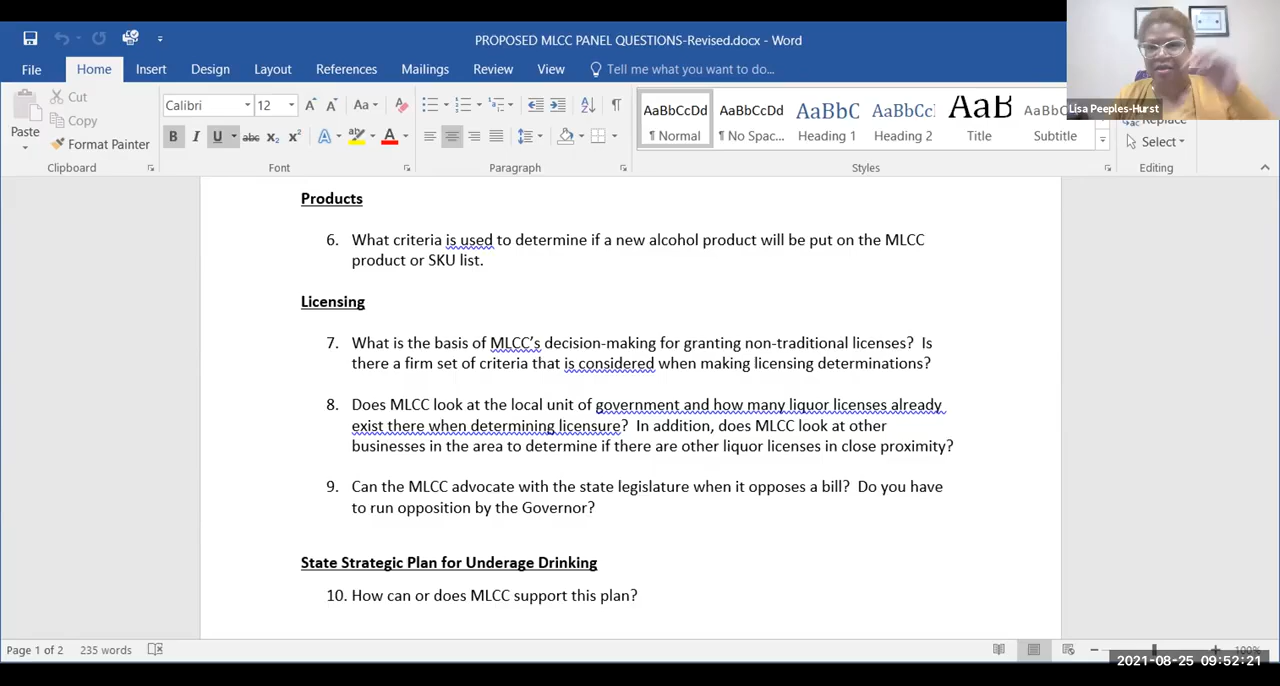 PROPOSED MLCC PANEL QUESTIONS-Revised.docx - Word
File
Home
Insert
Design
Layout
References
Mailings
Review
View
Tell me what you want to do...
Lisa Peeples-Hurst
Paste
Cut
Copy
Format Painter
Clipboard
Calibri
12
Font
Paragraph
AaBbCcDd
¶ Normal
AaBbCcDd
¶ No Spac...
AaBbC
Heading 1
AaBbCc
Heading 2
AaB
Title
AaBbC
Subtitle
Styles
Replace
Select
Editing
Products
6. What criteria is used to determine if a new alcohol product will be put on the MLCC
product or SKU list.
Licensing
7. What is the basis of MLCC's decision-making for granting non-traditional licenses? Is
there a firm set of criteria that is considered when making licensing determinations?
8. Does MLCC look at the local unit of government and how many liquor licenses already
exist there when determining licensure? In addition, does MLCC look at other
businesses in the area to determine if there are other liquor licenses in close proximity?
9. Can the MLCC advocate with the state legislature when it opposes a bill? Do you have
to run opposition by the Governor?
State Strategic Plan for Underage Drinking
10. How can or does MLCC support this plan?
Page 1 of 2
235 words
100%
2021-08-25 09:52:21